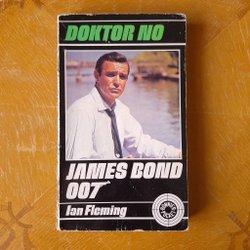 DOKTOR NO
JAMES BOND
007
Ian Fleming